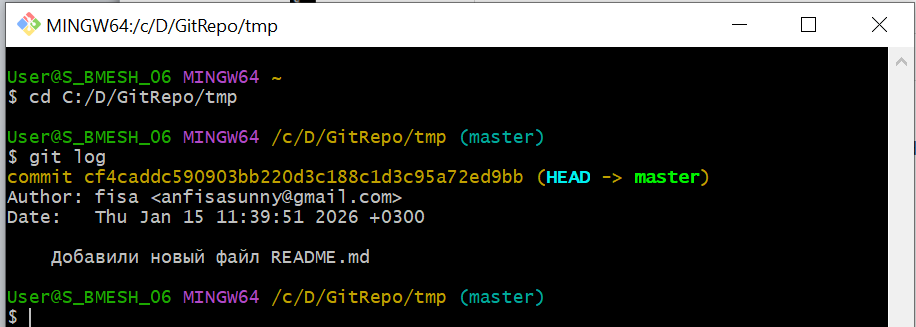 MINGW64:/c/D/GitRepo/tmp
User@S_BMESH_06 MINGW64 ~
$ cd C:/D/GitRepo/tmp
User@S_BMESH_06 MINGW64 /c/D/GitRepo/tmp (master)
$ git log
commit cf4caddc590903bb220d3c188c1d3c95a72ed9bb (HEAD -> master)
Author: fisa <anfisasunny@gmail.com>
Date:   Thu Jan 15 11:39:51 2026 +0300
Добавили новый файл README.md
User@S_BMESH_06 MINGW64 /c/D/GitRepo/tmp (master)
$